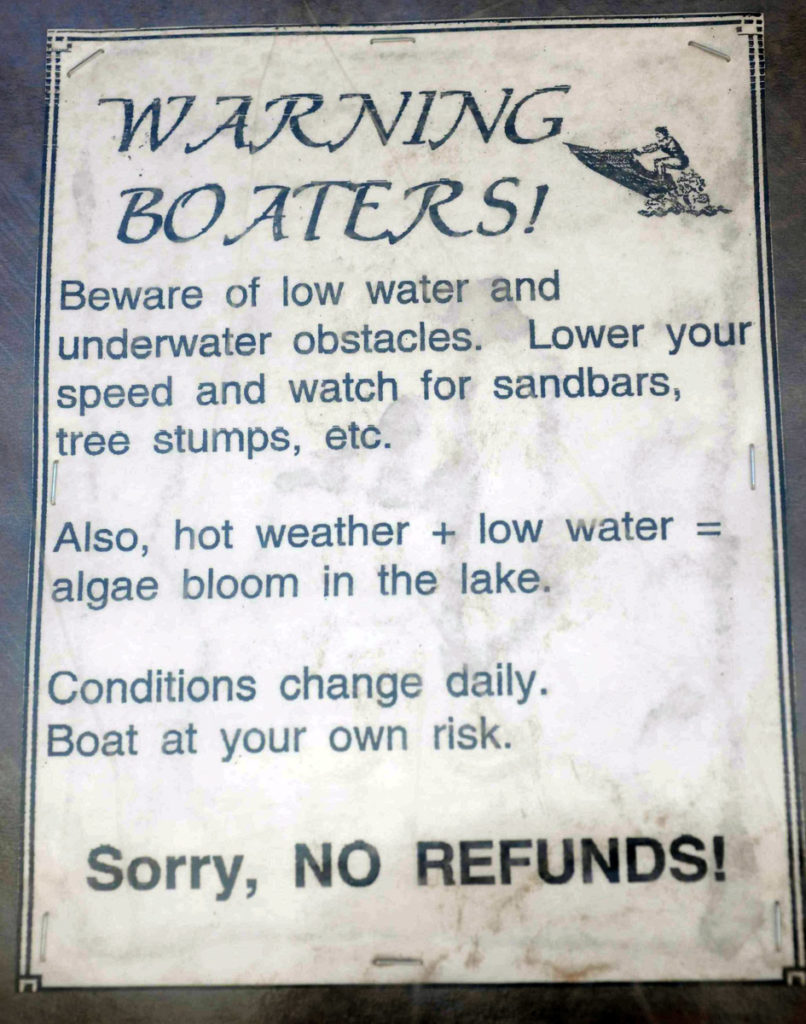 WARNING
BOATERS!
Beware of low water and
underwater obstacles. Lower your
speed and watch for sandbars,
tree stumps, etc.
Also, hot weather + low water =
algae bloom in the lake.
Conditions change daily.
Boat at your own risk.
Sorry, NO REFUNDS!